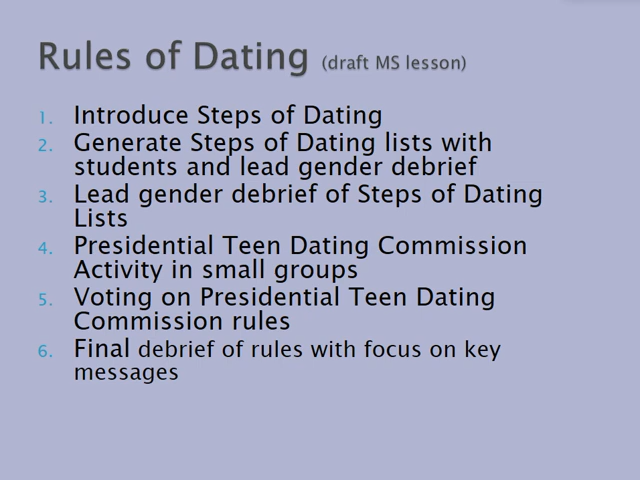 Rules of Dating (draft MS lesson)
1. Introduce Steps of Dating
2. Generate Steps of Dating lists with
students and lead gender debrief
3. Lead gender debrief of Steps of Dating
Lists
4. Presidential Teen Dating Commission
Activity in small groups
5. Voting on Presidential Teen Dating
Commission rules
6. Final debrief of rules with focus on key
messages